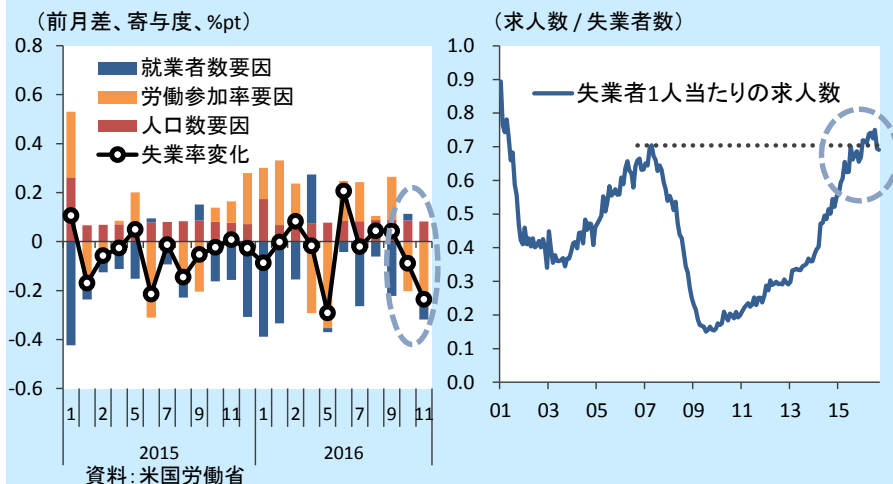 （前月差、寄与度、%pt）
0.8
0.6
0.4
0.2
0
-0.2
-0.4
-0.6
就業者数要因
労働参加率要因
人口数要因
失業率変化
1 2 5 7 9 11 1 2 5 7 9 11
2015 2016
資料：米国労働省
（求人数 / 失業者数）
1.0
0.9
0.8
0.7
0.6
0.5
0.4
0.3
0.2
0.1
0.0
失業者1人当たりの求人数
01 03 05 07 09 11 13 15